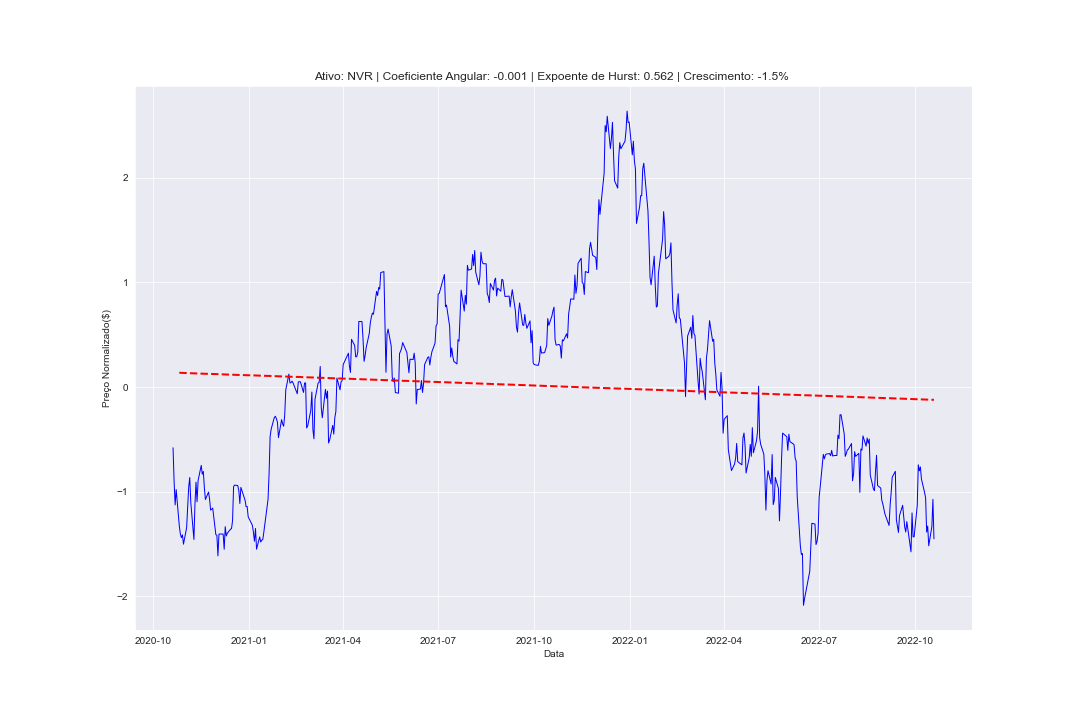 Ativo: NVR | Coeficiente Angular: -0.001 | Expoente de Hurst: 0.562 | Crescimento: -1.5%
Preço Normalizado($)
2
1
0
−1
−2
2020-10 2021-01 2021-04 2021-07 2021-10 2022-01 2022-04 2022-07 2022-10
Data